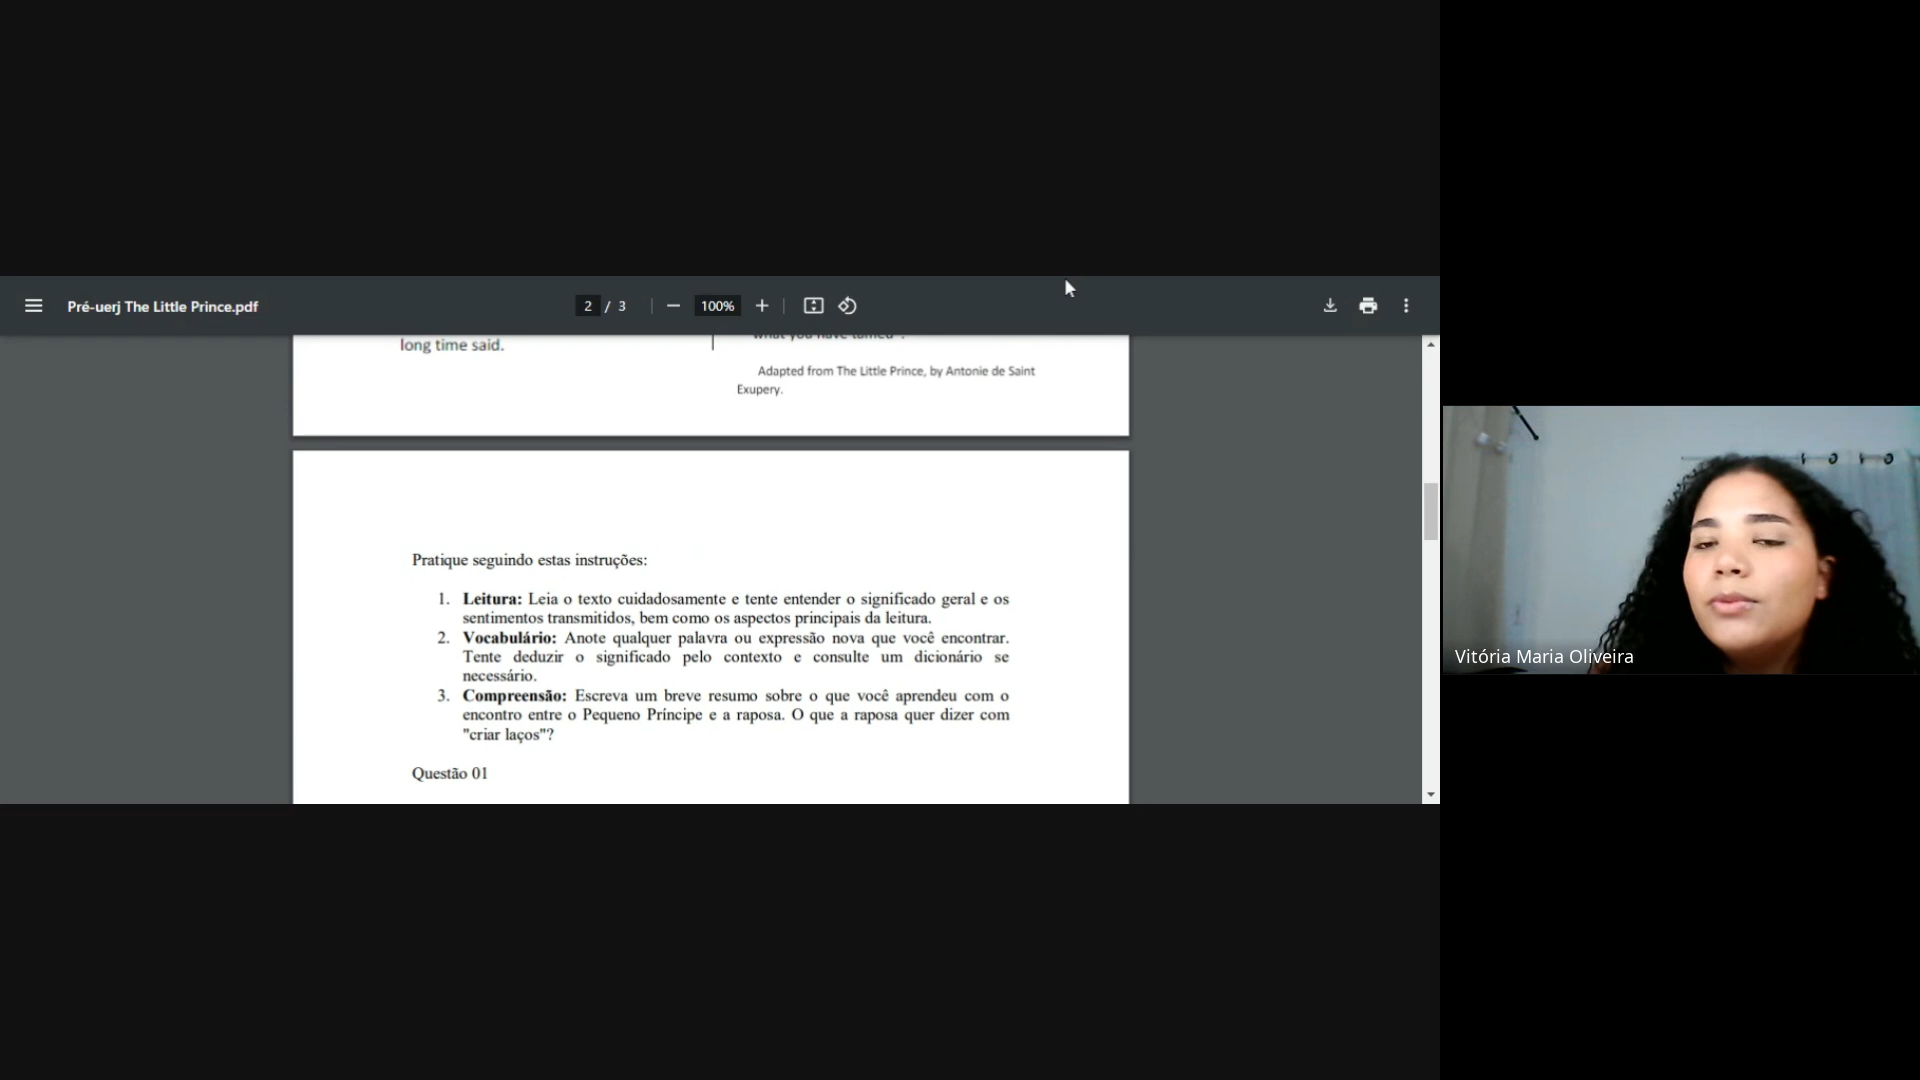 Pré-uerj The Little Prince.pdf
2 / 3
100%
long time said.
what you have tamed".
Adapted from The Little Prince, by Antonie de Saint
Exupery.
Pratique seguindo estas instruções:
1. Leitura: Leia o texto cuidadosamente e tente entender o significado geral e os
sentimentos transmitidos, bem como os aspectos principais da leitura.
2. Vocabulário: Anote qualquer palavra ou expressão nova que você encontrar.
Tente deduzir o significado pelo contexto e consulte um dicionário se
necessário.
3. Compreensão: Escreva um breve resumo sobre o que você aprendeu com o
encontro entre o Pequeno Príncipe e a raposa. O que a raposa quer dizer com
"criar laços"?
Questão 01
Vitória Maria Oliveira